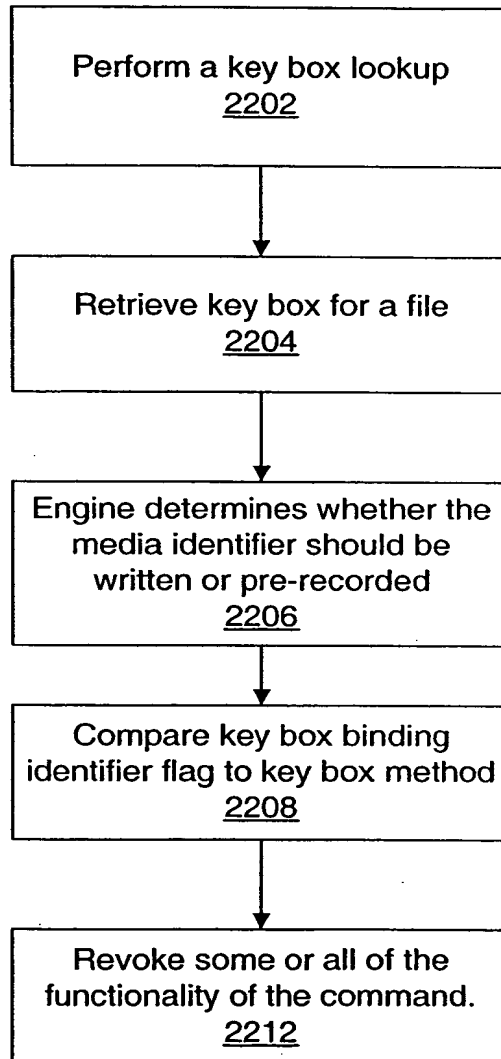 Perform a key box lookup
2202
Retrieve key box for a file
2204
Engine determines whether the
media identifier should be
written or pre-recorded
2206
Compare key box binding
identifier flag to key box method
2208
Revoke some or all of the
functionality of the command.
2212